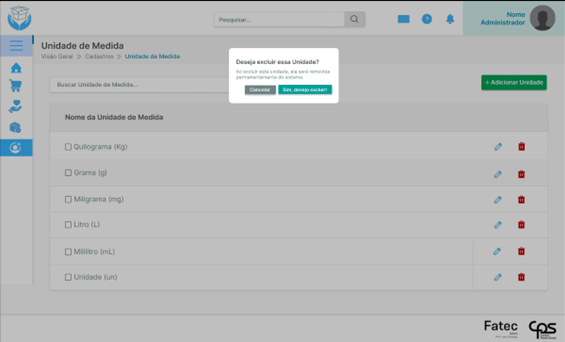 Pesquisar...
Nome
Administrador
Unidade de Medida
Visão Geral > Cadastros > Unidade de Medida
Deseja excluir essa Unidade?
Ao excluir esta unidade, ela será removida
permanentemente do sistema.
Cancelar
Sim, desejo excluir!
Buscar Unidade de Medida...
+ Adicionar Unidade
Nome da Unidade de Medida
Quilograma (Kg)
Grama (g)
Miligrama (mg)
Litro (L)
Mililitro (mL)
Unidade (un)
Fatec
cps